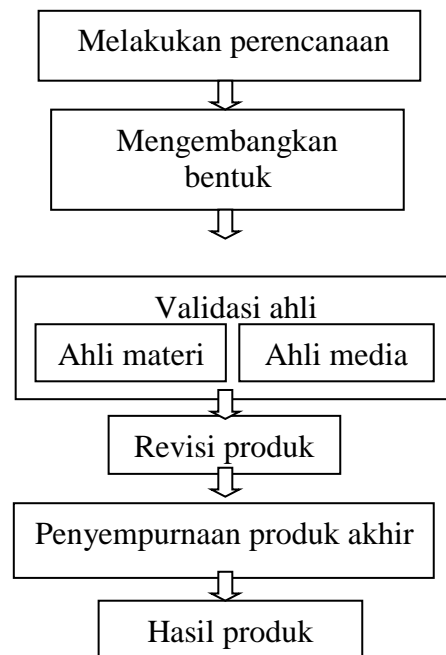 Melakukan perencanaan
Mengembangkan
bentuk
Validasi ahli
Ahli materi
Ahli media
Revisi produk
Penyempurnaan produk akhir
Hasil produk